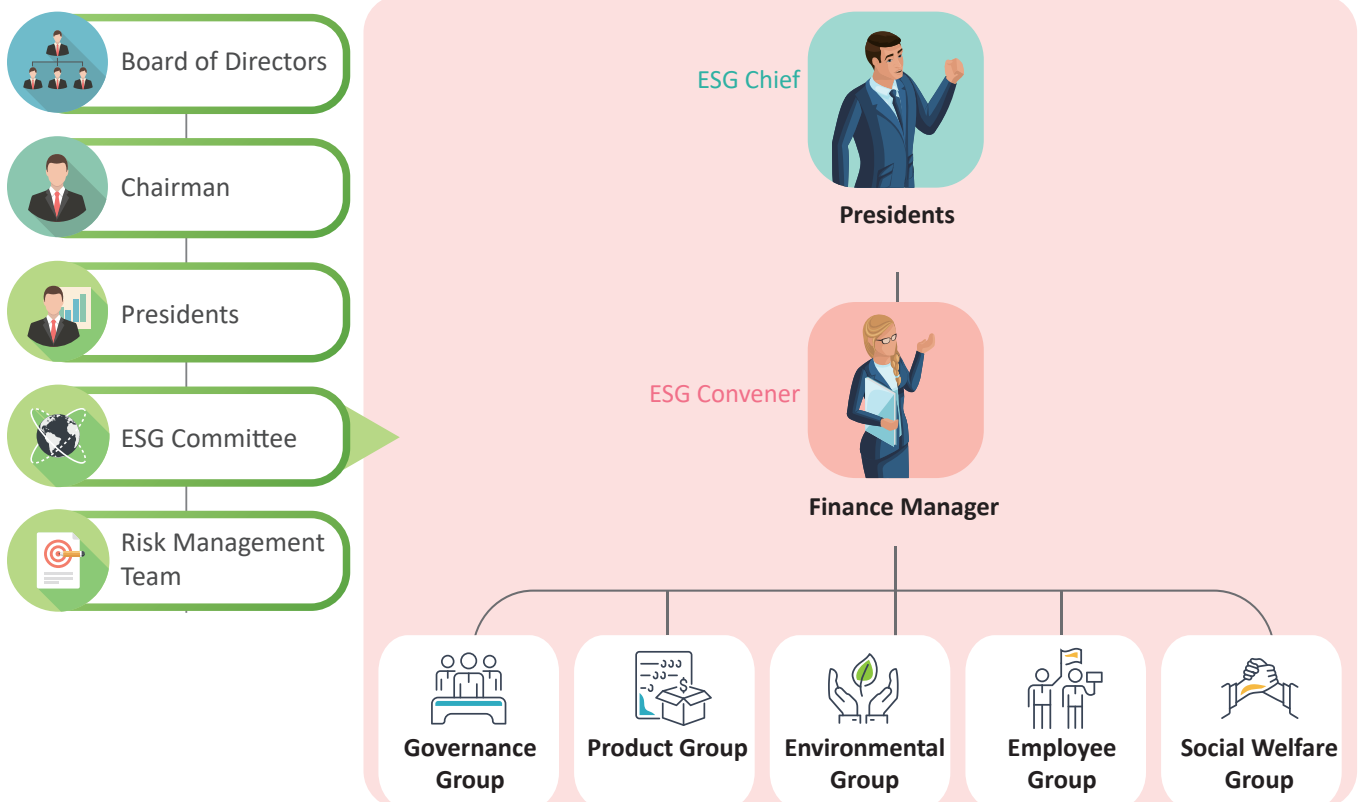 Board of Directors
Chairman
Presidents
ESG Committee
Risk Management
Team
ESG Chief
Presidents
ESG Convener
Finance Manager
Governance
Group
Product Group
Environmental
Group
Employee
Group
Social Welfare
Group